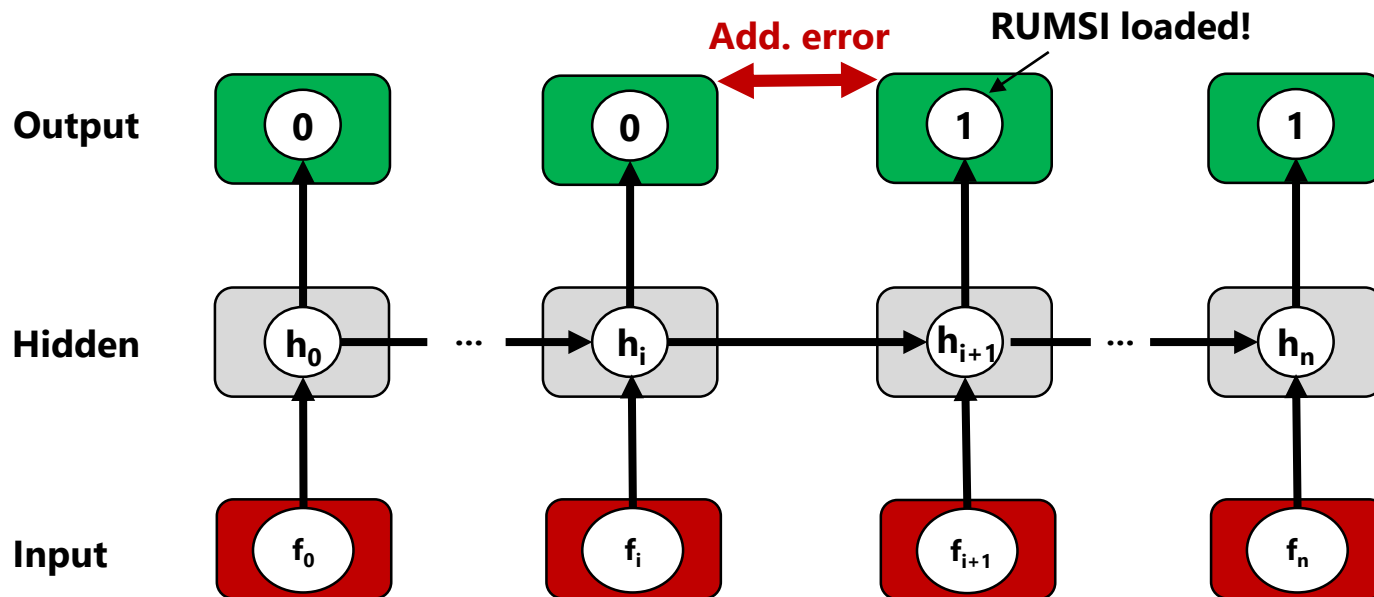 Add. error
RUMSI loaded!
Output
0
0
1
1
Hidden
h0
...
hi
hi+1
...
hn
Input
f0
fi
fi+1
fn